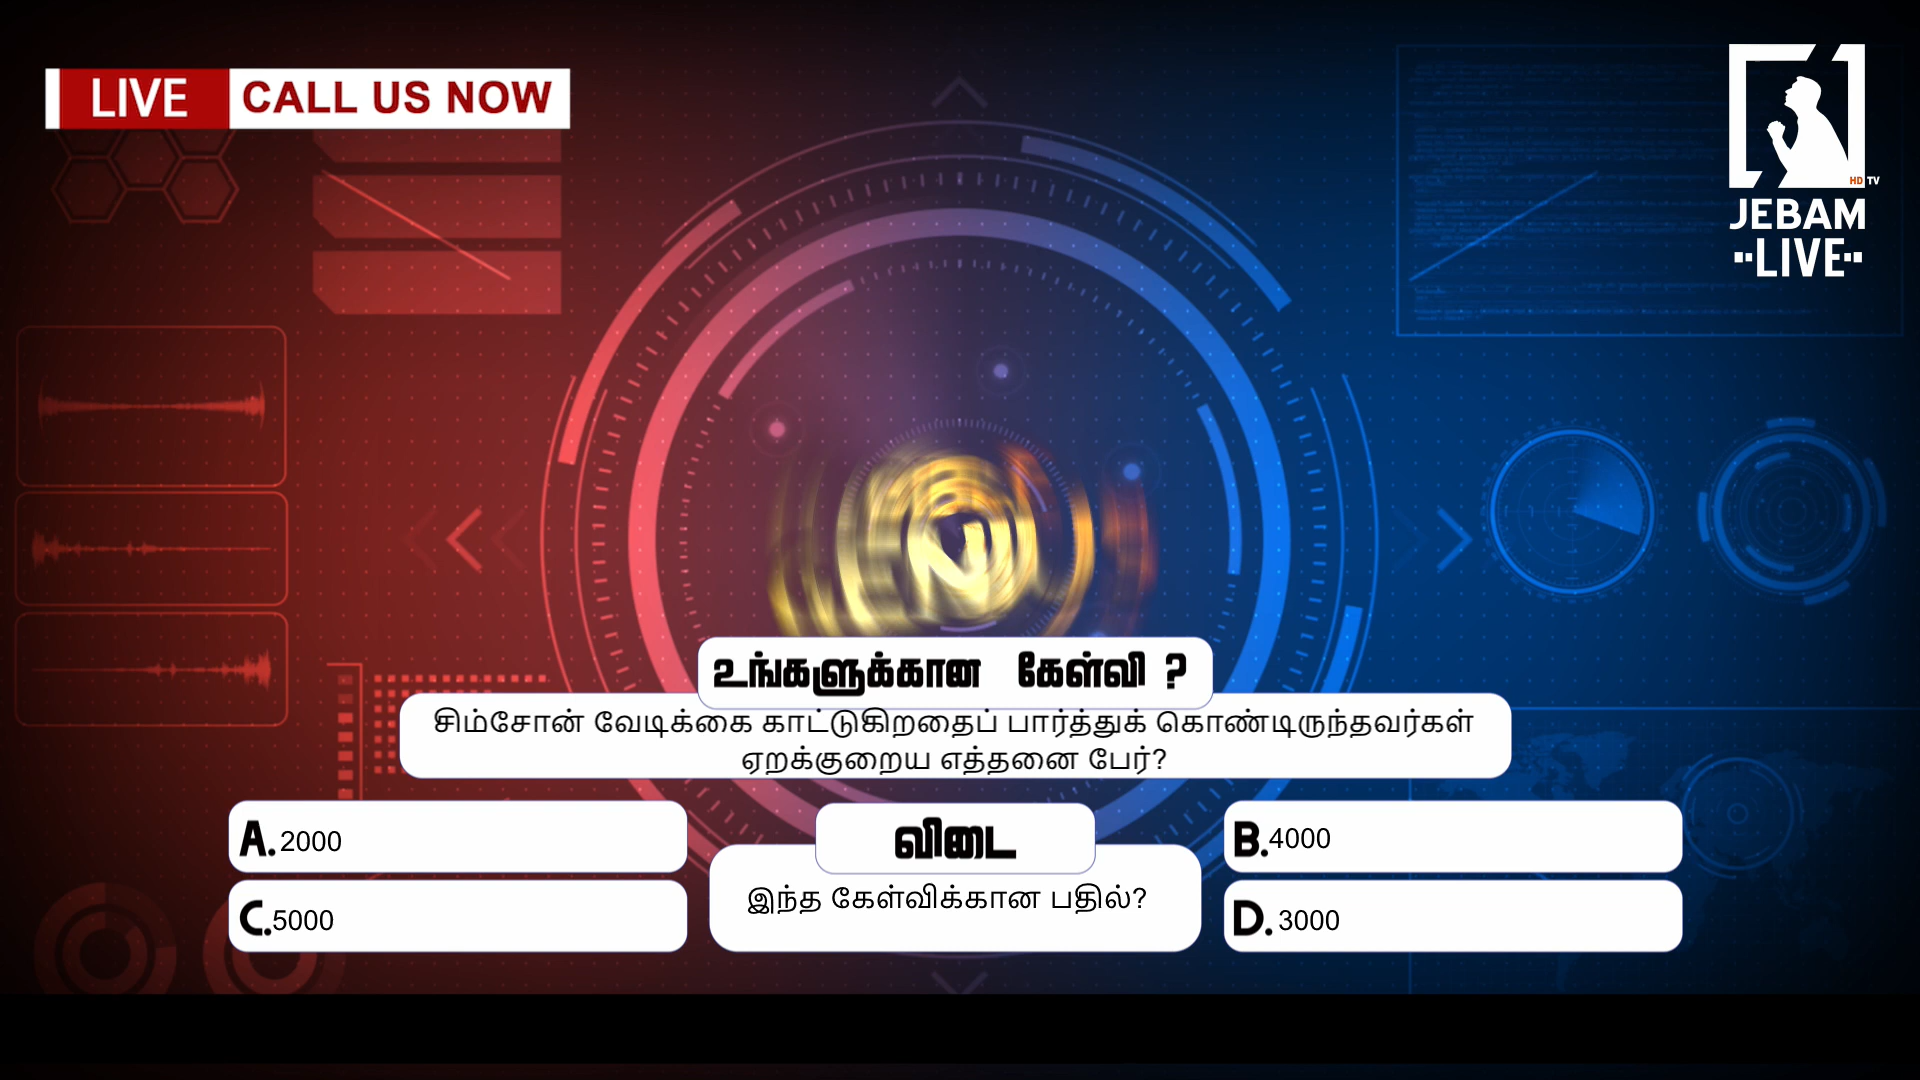 LIVE CALL US NOW
HD TV
JEBAM
LIVE
உங்களுக்கான கேள்வி ?
சிம்சோன் வேடிக்கை காட்டுகிறதைப் பார்த்துக் கொண்டிருந்தவர்கள்
ஏறக்குறைய எத்தனை பேர்?
A. 2000
B. 4000
விடை
இந்த கேள்விக்கான பதில்?
C. 5000
D. 3000